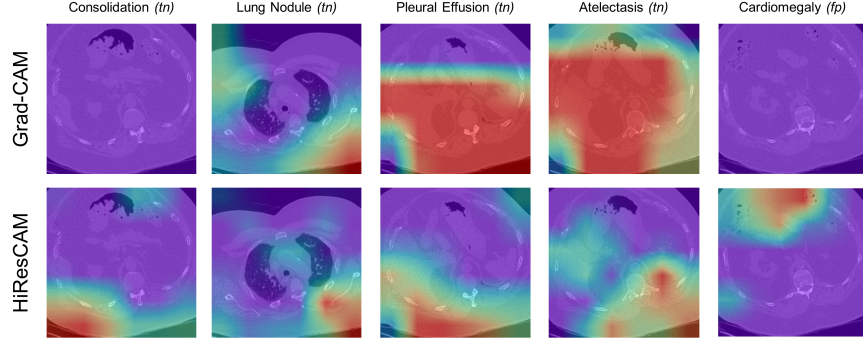 Consolidation (tn) Lung Nodule (tn) Pleural Effusion (tn) Atelectasis (tn) Cardiomegaly (fp)
Grad-CAM
HiResCAM